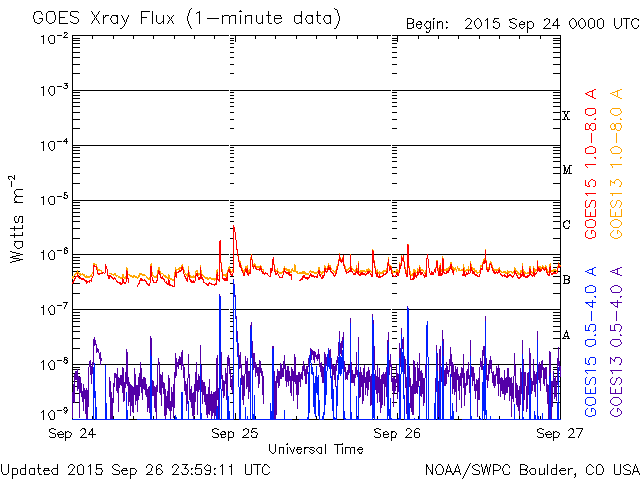 GOES Xray Flux (1-minute data)
Begin: 2015 Sep 24 0000 UTC
10-2
10-3
10-4
10-5
10-6
10-7
10-8
10-9
Watts m-2
X
M
C
B
A
GOES15 1.0-8.0 A
GOES13 1.0-8.0 A
GOES15 0.5-4.0 A
GOES13 0.5-4.0 A
Sep 24
Sep 25
Sep 26
Sep 27
Universal Time
Updated 2015 Sep 26 23:59:11 UTC
NOAA/SWPC Boulder, CO USA